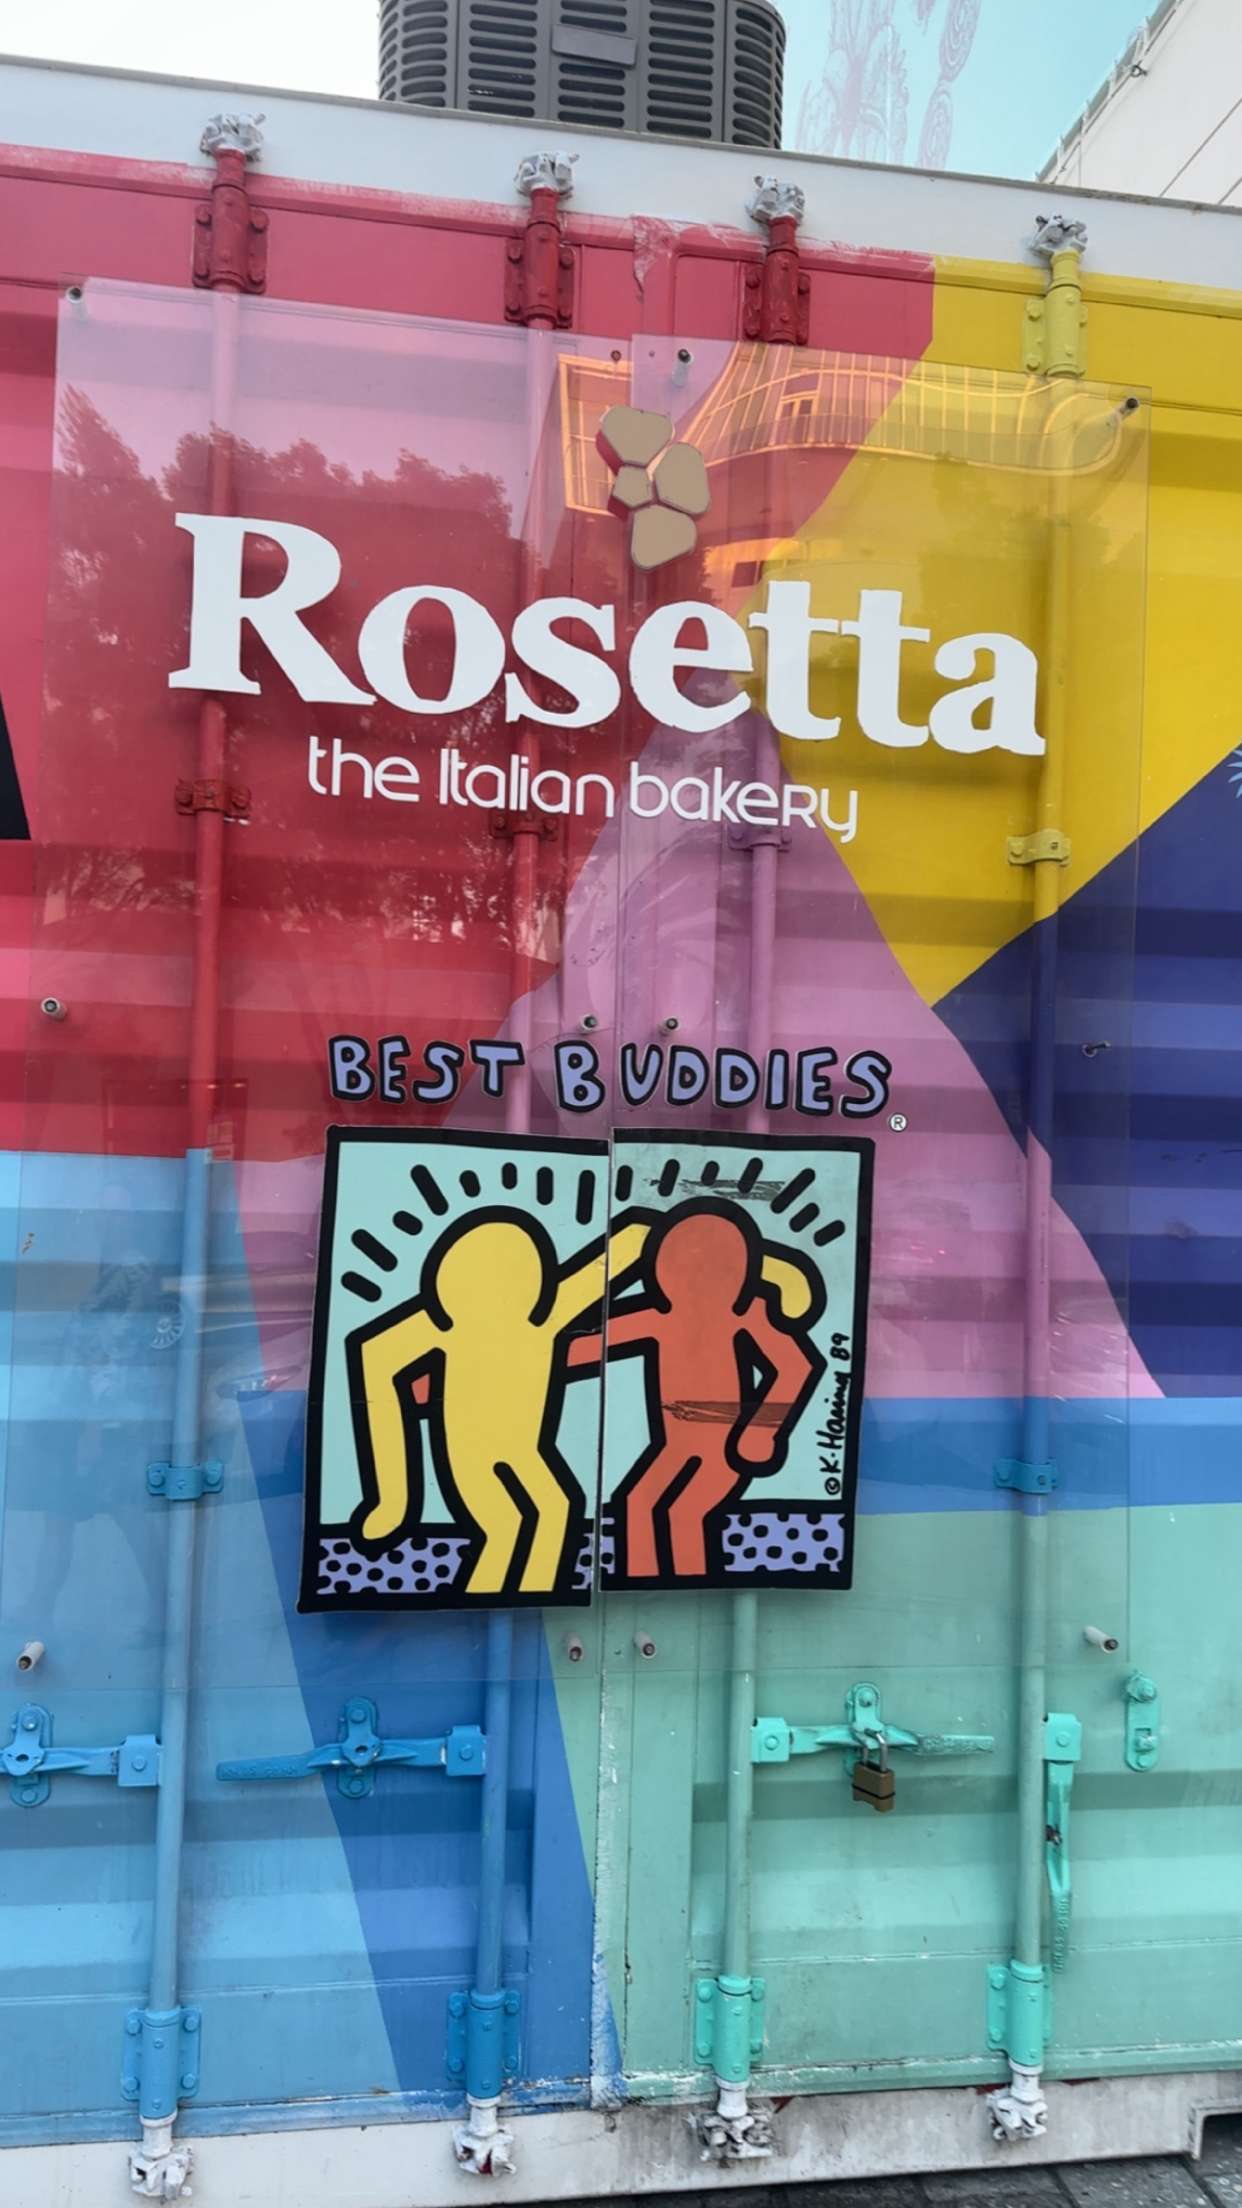 Rosetta
the Italian bakery
BEST BUDDIES
®
© K. Haring 89